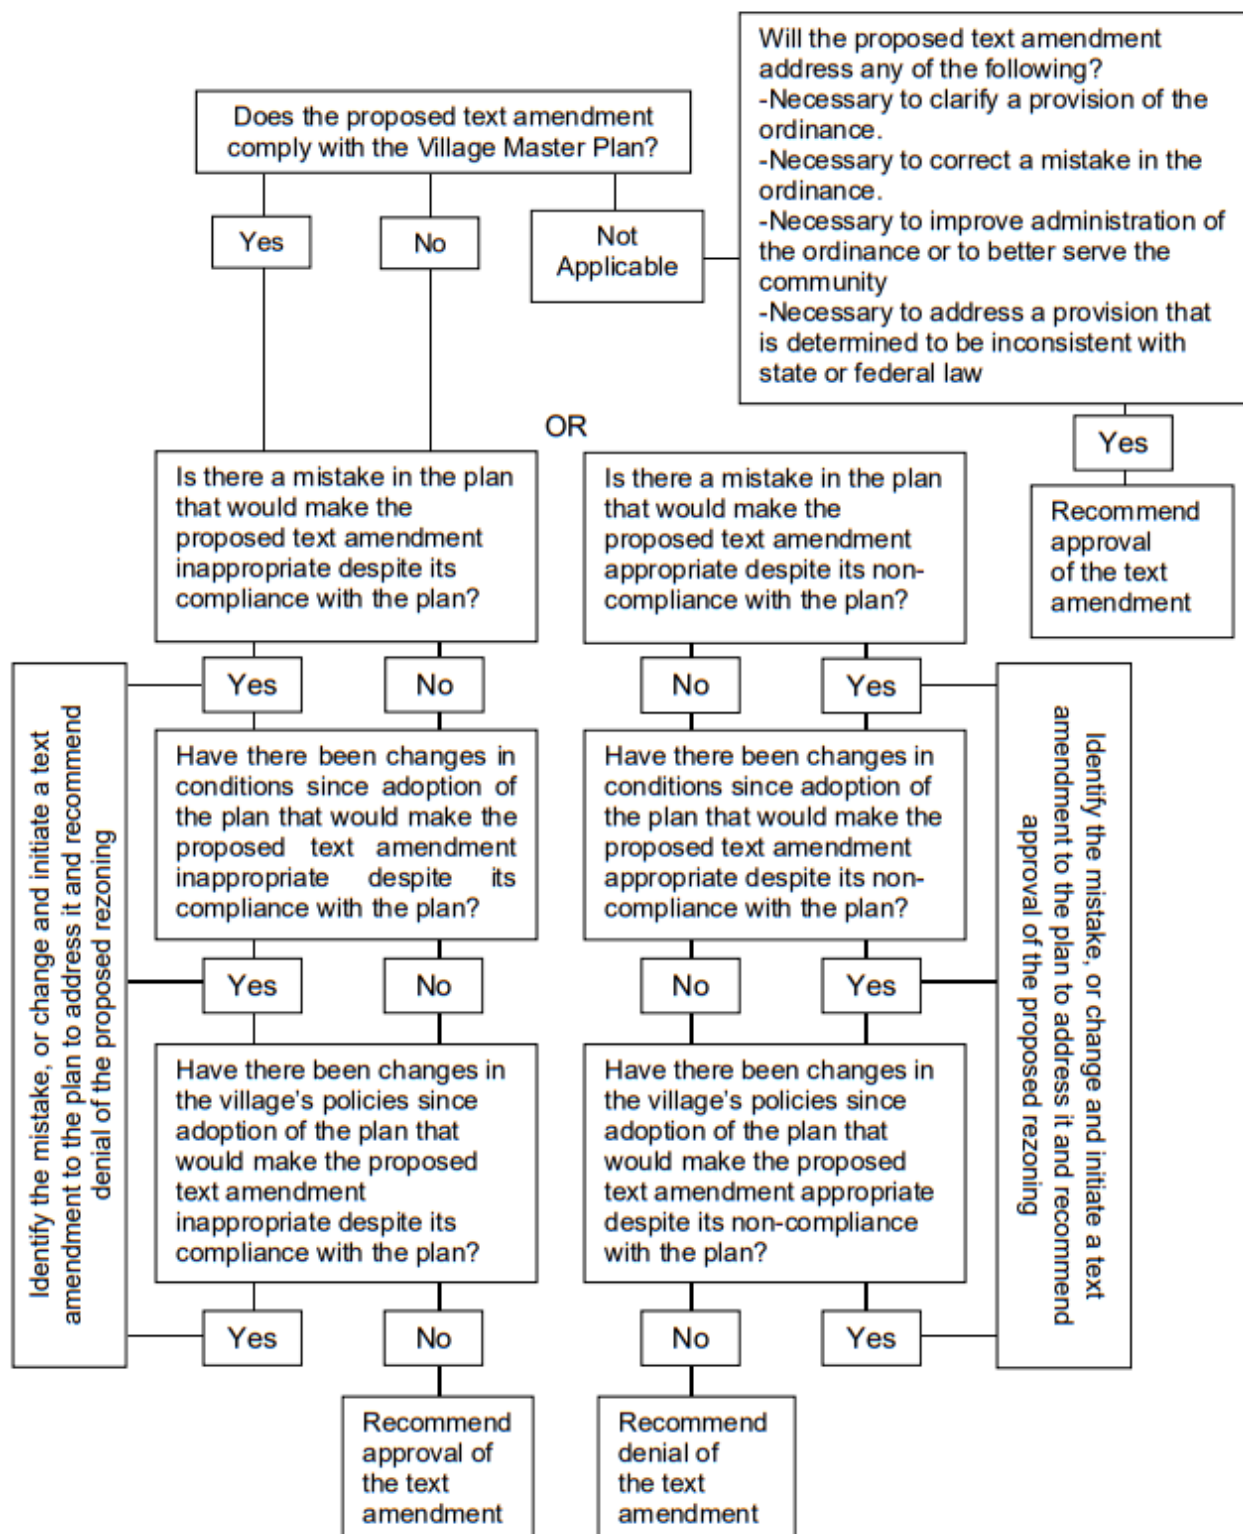 Does the proposed text amendment
comply with the Village Master Plan?
Yes
No
Not
Applicable
Will the proposed text amendment
address any of the following?
-Necessary to clarify a provision of the
ordinance.
-Necessary to correct a mistake in the
ordinance.
-Necessary to improve administration of
the ordinance or to better serve the
community
-Necessary to address a provision that
is determined to be inconsistent with
state or federal law
Yes
Recommend
approval
of the text
amendment
OR
Is there a mistake in the plan
that would make the
proposed text amendment
inappropriate despite its
compliance with the plan?
Yes
No
Have there been changes in
conditions since adoption of
the plan that would make the
proposed text amendment
inappropriate despite its
compliance with the plan?
Yes
No
Have there been changes in
the village's policies since
adoption of the plan that
would make the proposed
text amendment
inappropriate despite its
compliance with the plan?
Yes
No
Recommend
approval of
the text
amendment
Identify the mistake, or change and initiate a text
amendment to the plan to address it and recommend
denial of the proposed rezoning
Is there a mistake in the plan
that would make the
proposed text amendment
appropriate despite its non-
compliance with the plan?
No
Yes
Have there been changes in
conditions since adoption of
the plan that would make the
proposed text amendment
appropriate despite its non-
compliance with the plan?
No
Yes
Have there been changes in
the village's policies since
adoption of the plan that
would make the proposed
text amendment appropriate
despite its non-compliance
with the plan?
No
Yes
Recommend
denial of
the text
amendment
Identify the mistake, or change and initiate a text
amendment to the plan to address it and recommend
approval of the proposed rezoning